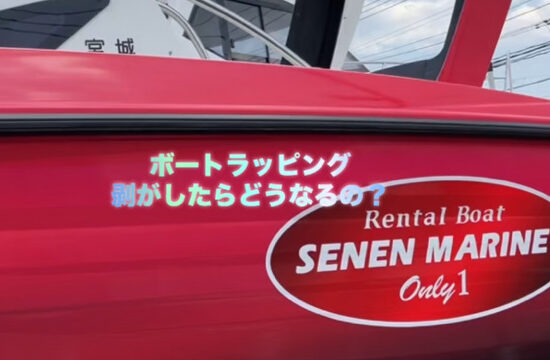 宮城
ボートラッピング
剥がしたらどうなるの？
Rental Boat
SENEN MARINE
Only1